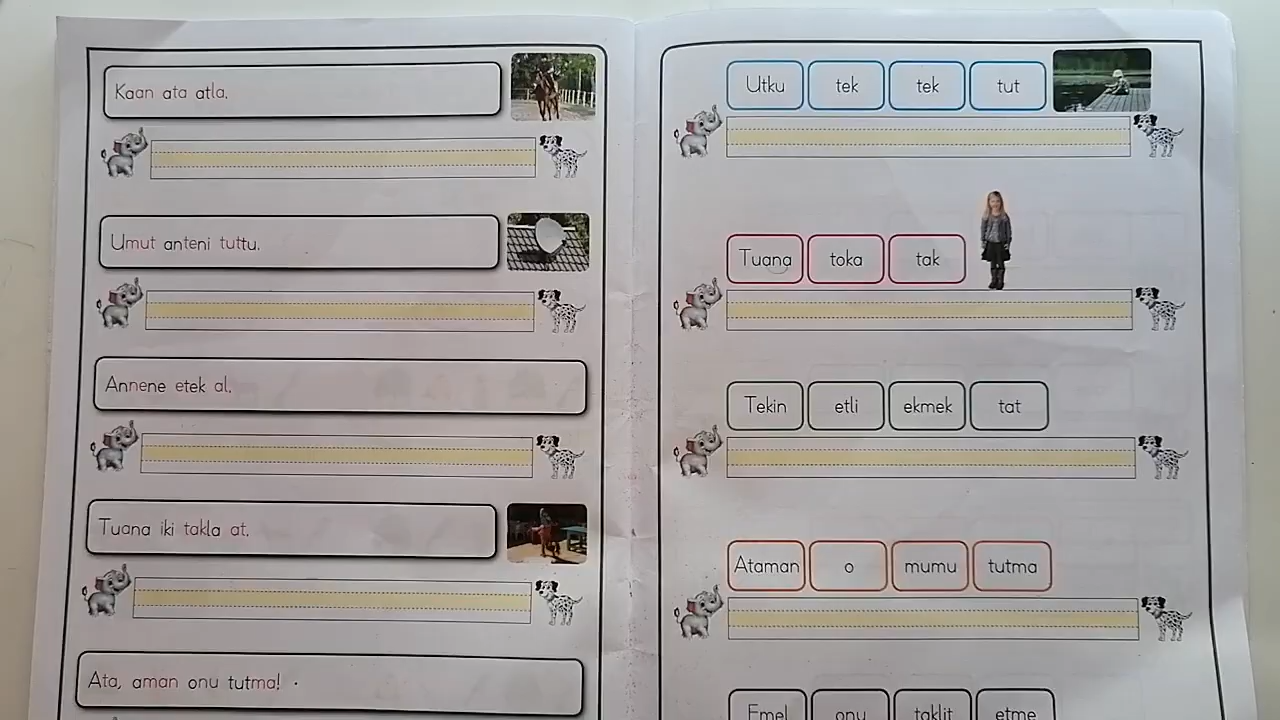 Kaan ata atla.
Umut anteni tuttu.
Annene etek al.
Tuana iki takla at.
Ata, aman onu tutma!
Utku tek tek tut
Tuana toka tak
Tekin etli ekmek tat
Ataman o mumu tutma
Emel onu taklit etme